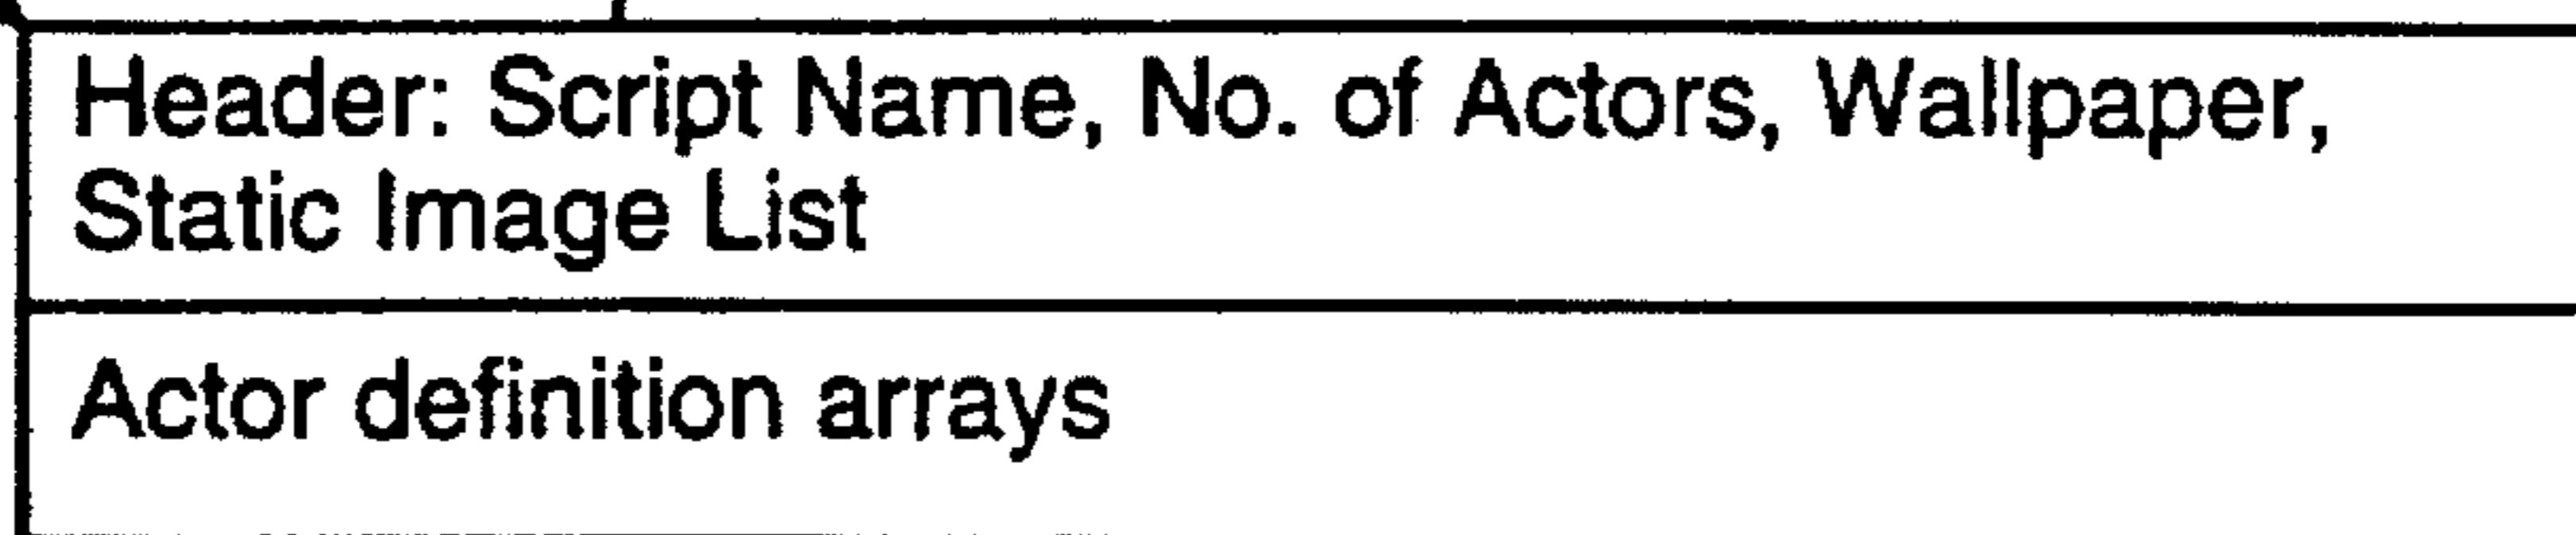 Header: Script Name, No. of Actors, Wallpaper,
Static Image List
Actor definition arrays